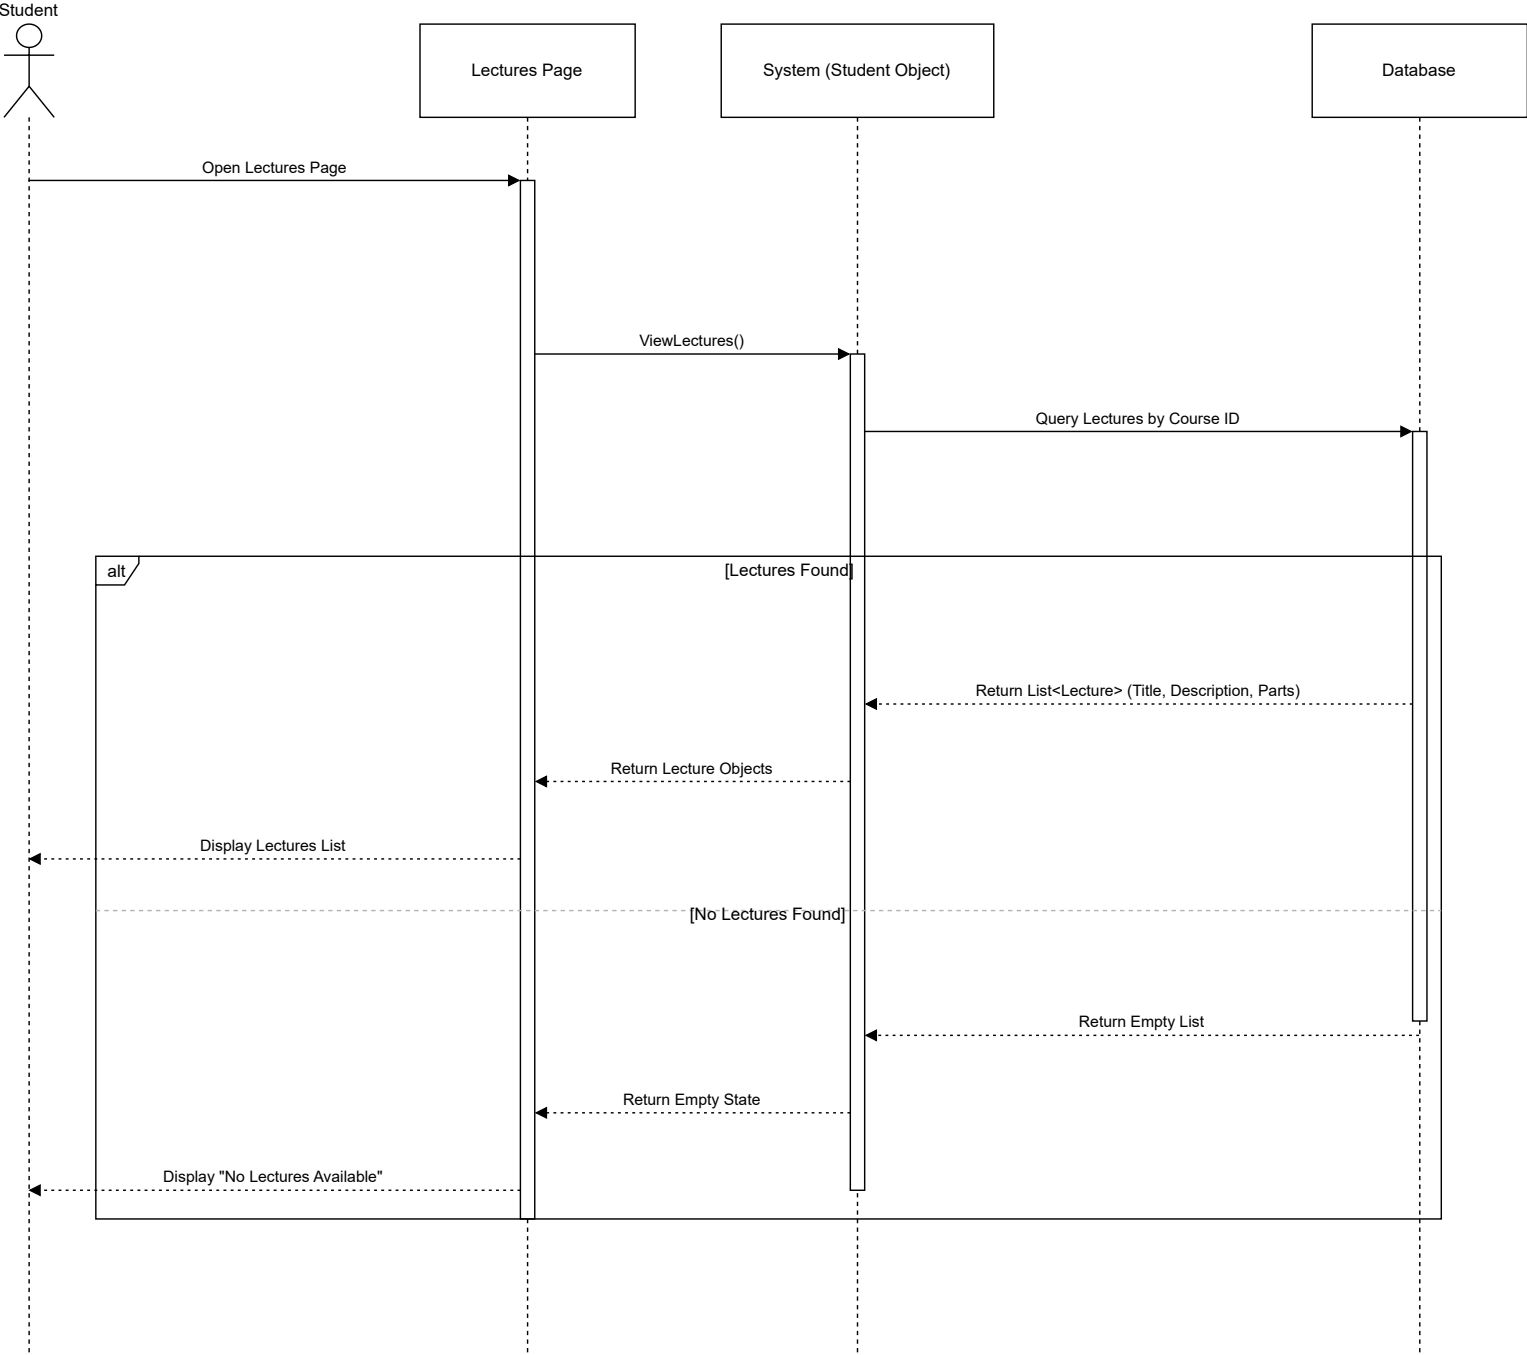 Student
Lectures Page
System (Student Object)
Database
Open Lectures Page
ViewLectures()
Query Lectures by Course ID
alt
[Lectures Found]
Return List<Lecture> (Title, Description, Parts)
Return Lecture Objects
Display Lectures List
[No Lectures Found]
Return Empty List
Return Empty State
Display "No Lectures Available"